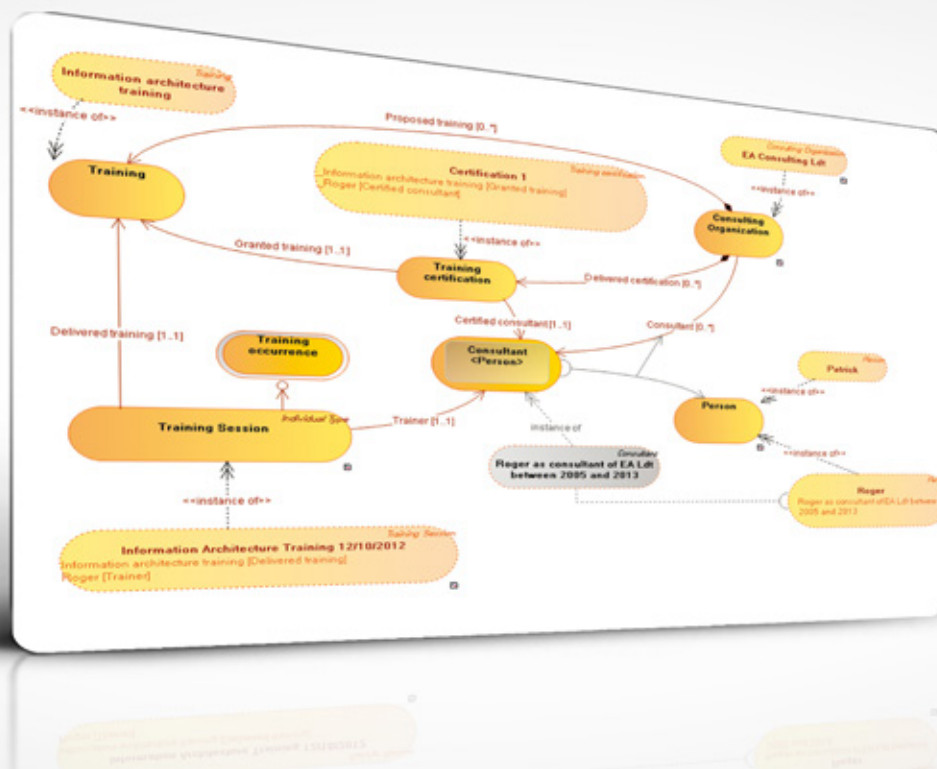 Training
Information architecture
training
<<instance of>>
Training
Proposed training [0..*]
Training certification
Certification 1
Information architecture training [Granted training]
Roger [Certified consultant]
<<instance of>>
Consulting Organization
EA Consulting Ldt
<<instance of>>
Consulting
Organization
Granted training [1..1]
Training
certification
Delivered certification [0..*]
Certified consultant[1..1]
Consultant [0..*]
Delivered training [1..1]
Training
occurrence
Consultant
<Person>
Patrick
<<instance of>>
Person
Individual Type
Training Session
Trainer [1..1]
instance of
Consultant
Roger as consultant of EA Ldt
between 2005 and 2013
<<instance of>>
Roger
Roger as consultant of EA Ldt between
2005 and 2013
<<instance of>>
Training Session
Information Architecture Training 12/10/2012
Information architecture training [Delivered training]
Roger [Trainer]